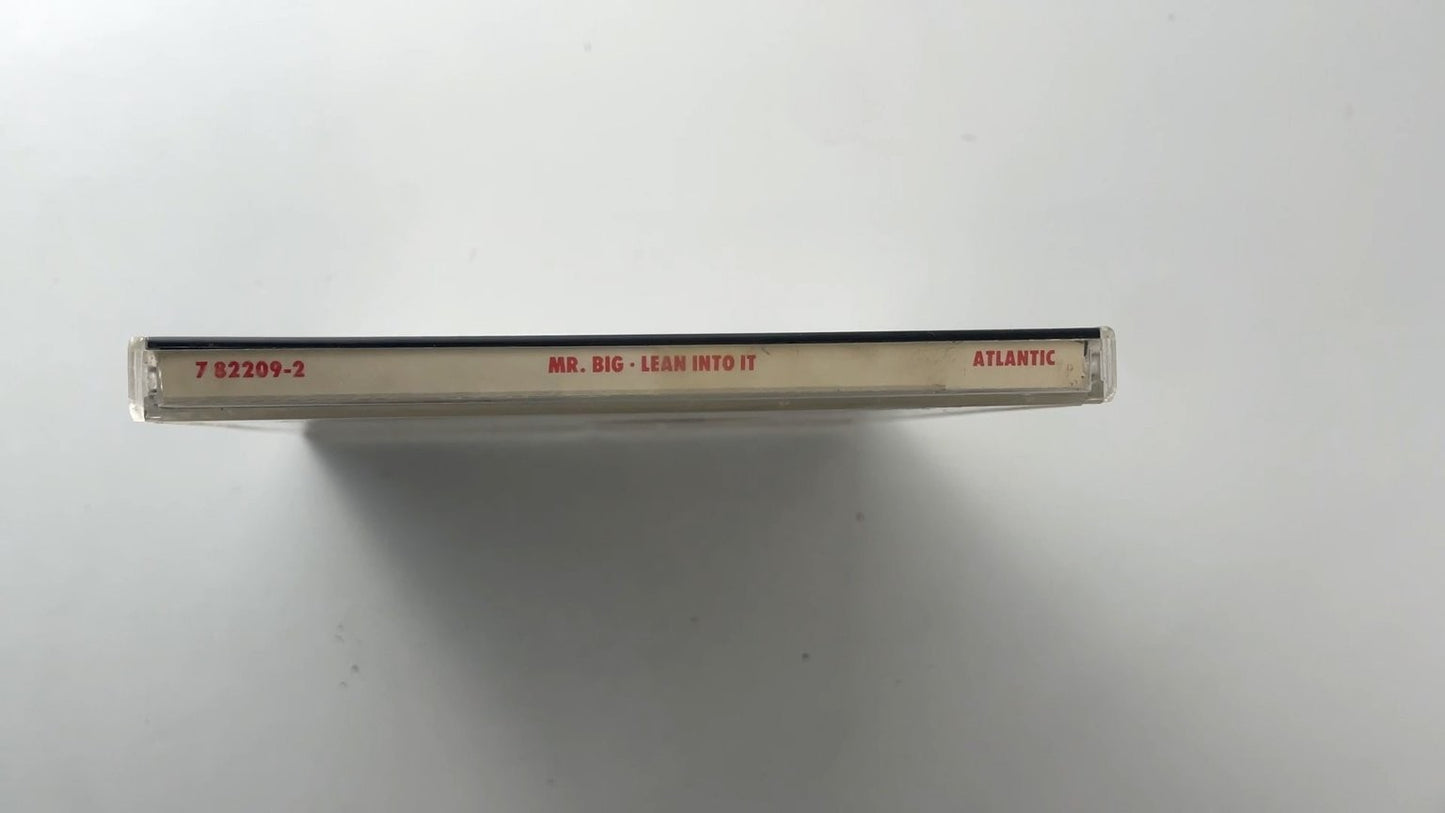 7 82209-2 MR. BIG · LEAN INTO IT ATLANTIC